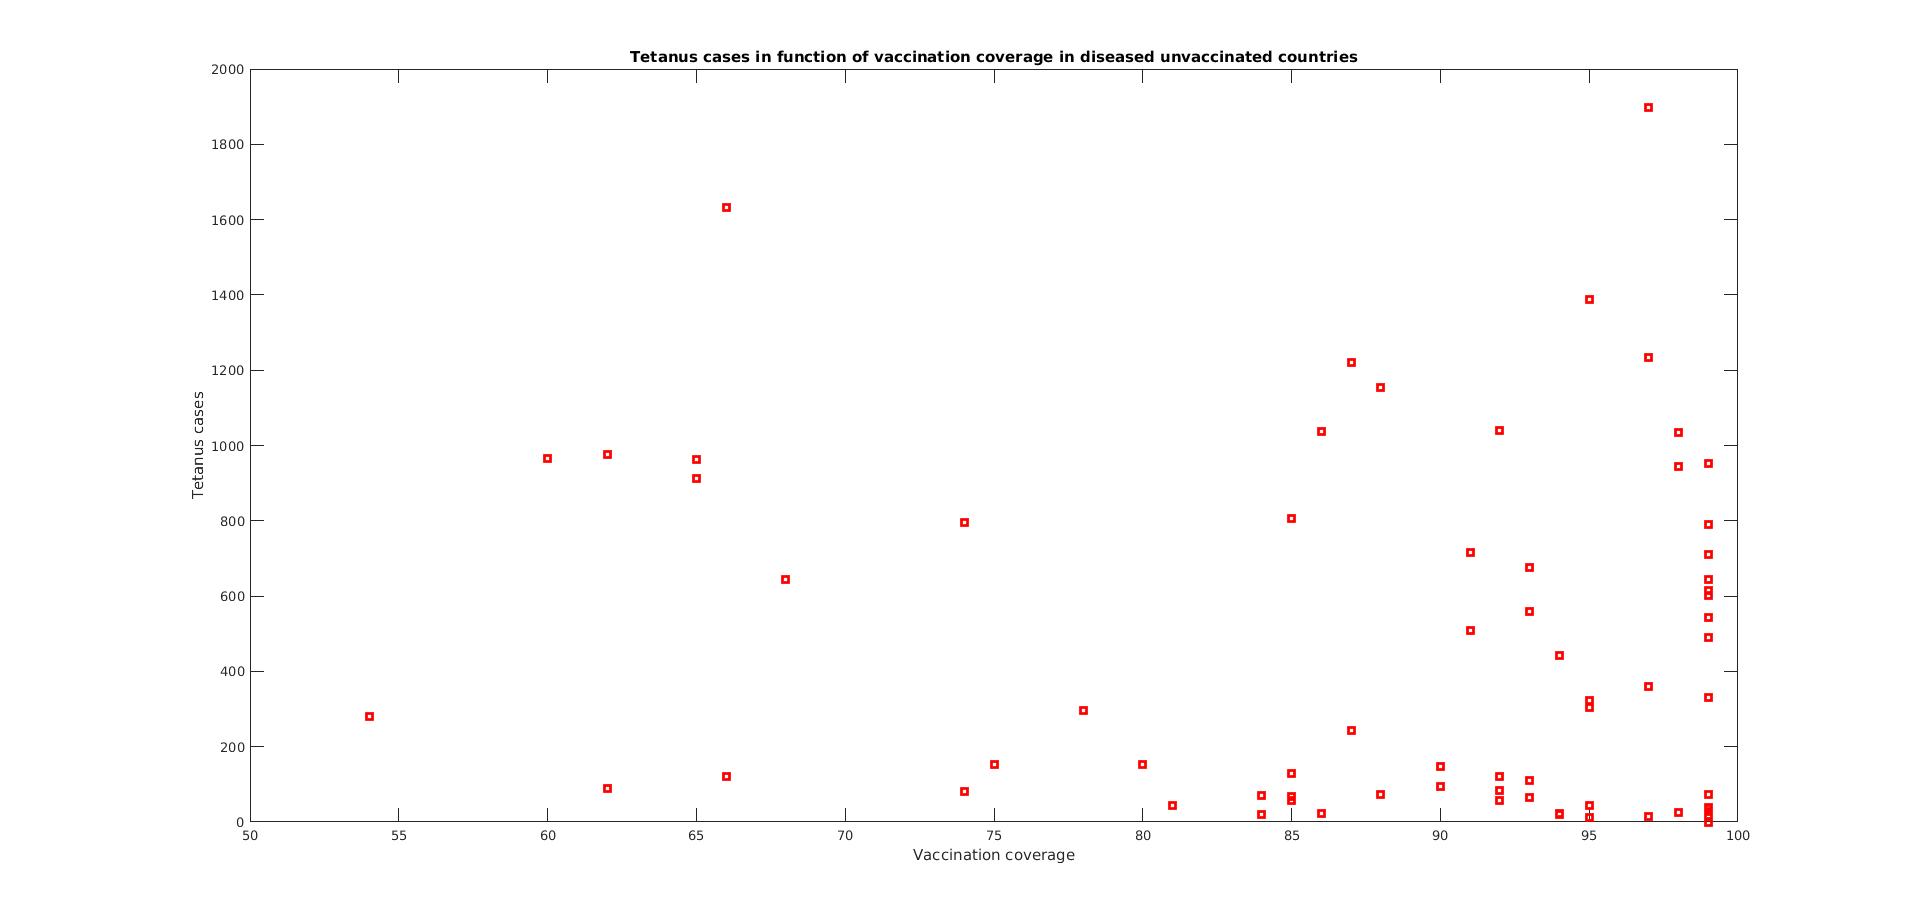 Tetanus cases in function of vaccination coverage in diseased unvaccinated countries
2000
1800
1600
1400
1200
1000
800
600
400
200
0
Tetanus cases
50 55 60 65 70 75 80 85 90 95 100
Vaccination coverage